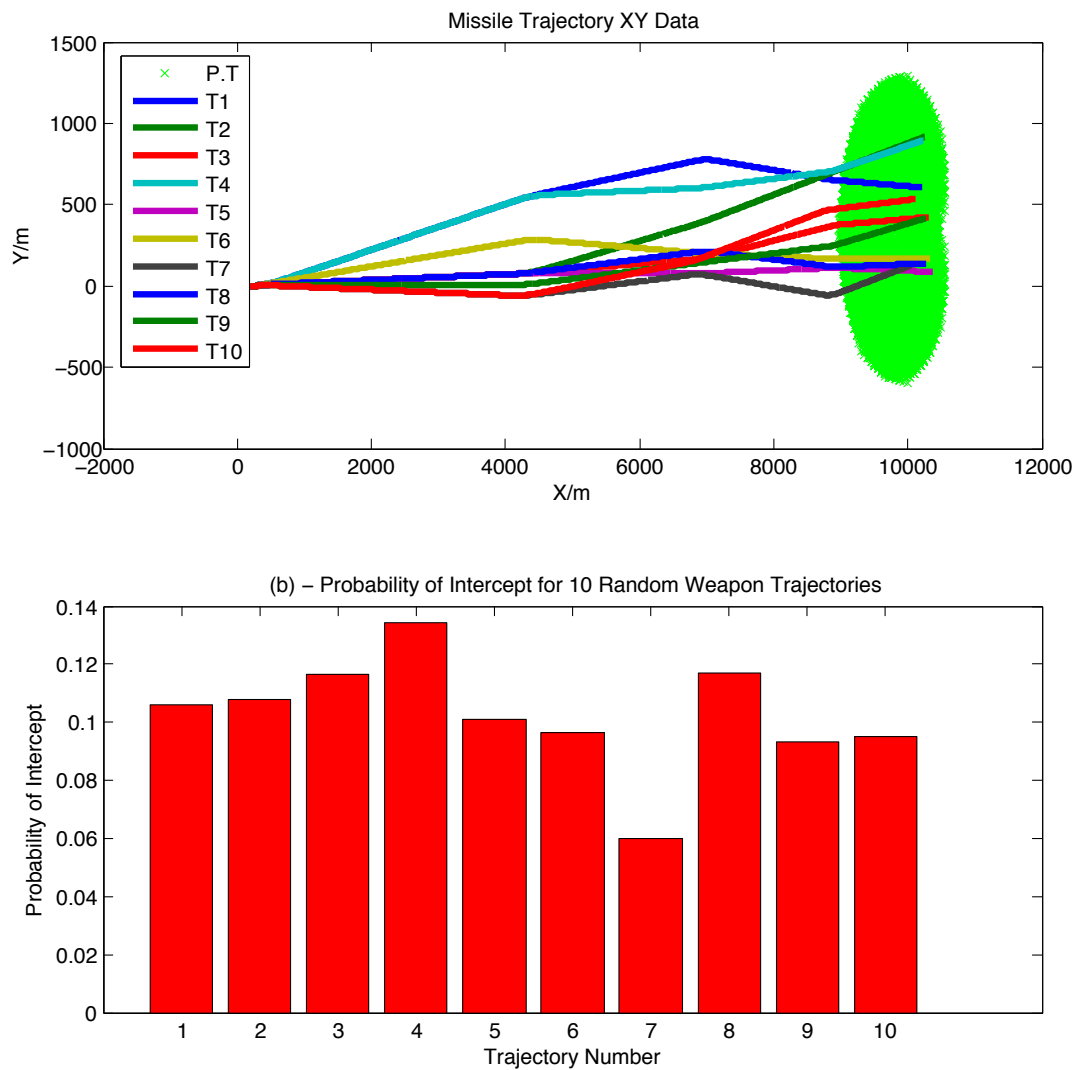 Missile Trajectory XY Data
Y/m
1500
1000
500
0
−500
−1000
P.T
T1
T2
T3
T4
T5
T6
T7
T8
T9
T10
−2000 0 2000 4000 6000 8000 10000 12000
X/m
(b) − Probability of Intercept for 10 Random Weapon Trajectories
Probability of Intercept
0.14
0.12
0.1
0.08
0.06
0.04
0.02
0
1 2 3 4 5 6 7 8 9 10
Trajectory Number